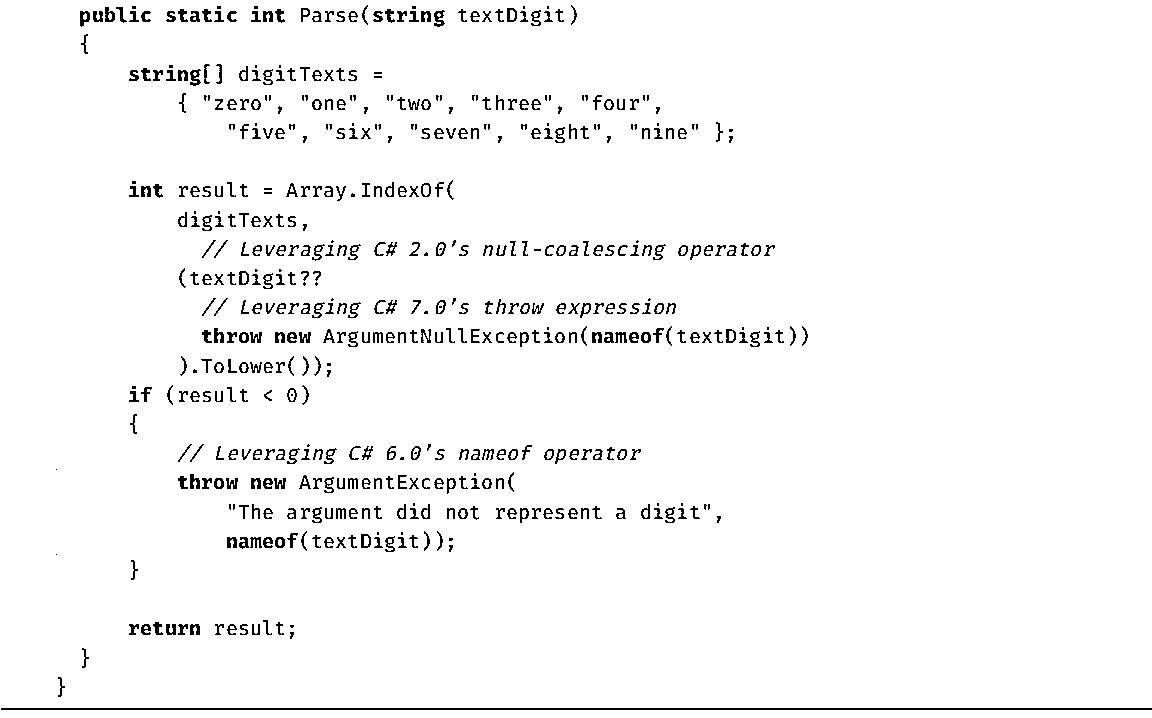 public static int Parse(string textDigit)
{
string[] digitTexts =
{ "zero", "one", "two", "three", "four",
"five", "six", "seven", "eight", "nine" };
int result = Array.IndexOf(
digitTexts,
// Leveraging C# 2.0's null-coalescing operator
(textDigit??
// Leveraging C# 7.0's throw expression
throw new ArgumentNullException(nameof(textDigit))
).ToLower());
if (result < 0)
{
// Leveraging C# 6.0's nameof operator
throw new ArgumentException(
"The argument did not represent a digit",
nameof(textDigit));
}
return result;
}
}